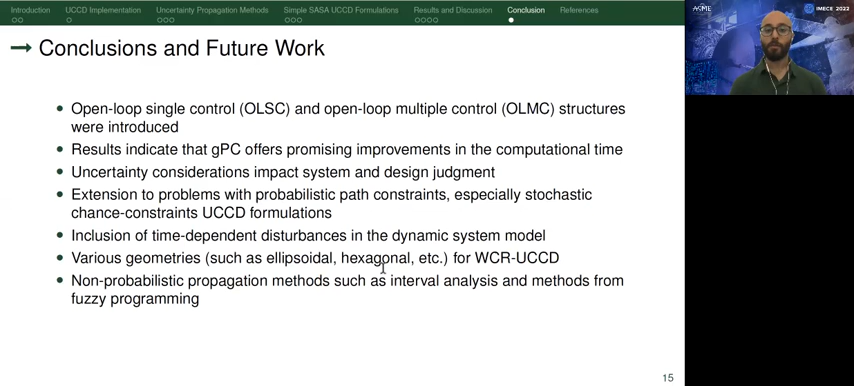 Introduction UCCD Implementation Uncertainty Propagation Methods Simple SASA UCCD Formulations Results and Discussion Conclusion References
Conclusions and Future Work
• Open-loop single control (OLSC) and open-loop multiple control (OLMC) structures
were introduced
• Results indicate that gPC offers promising improvements in the computational time
• Uncertainty considerations impact system and design judgment
• Extension to problems with probabilistic path constraints, especially stochastic
chance-constraints UCCD formulations
• Inclusion of time-dependent disturbances in the dynamic system model
• Various geometries (such as ellipsoidal, hexagonal, etc.) for WCR-UCCD
• Non-probabilistic propagation methods such as interval analysis and methods from
fuzzy programming
15
ASME
IMECE 2022